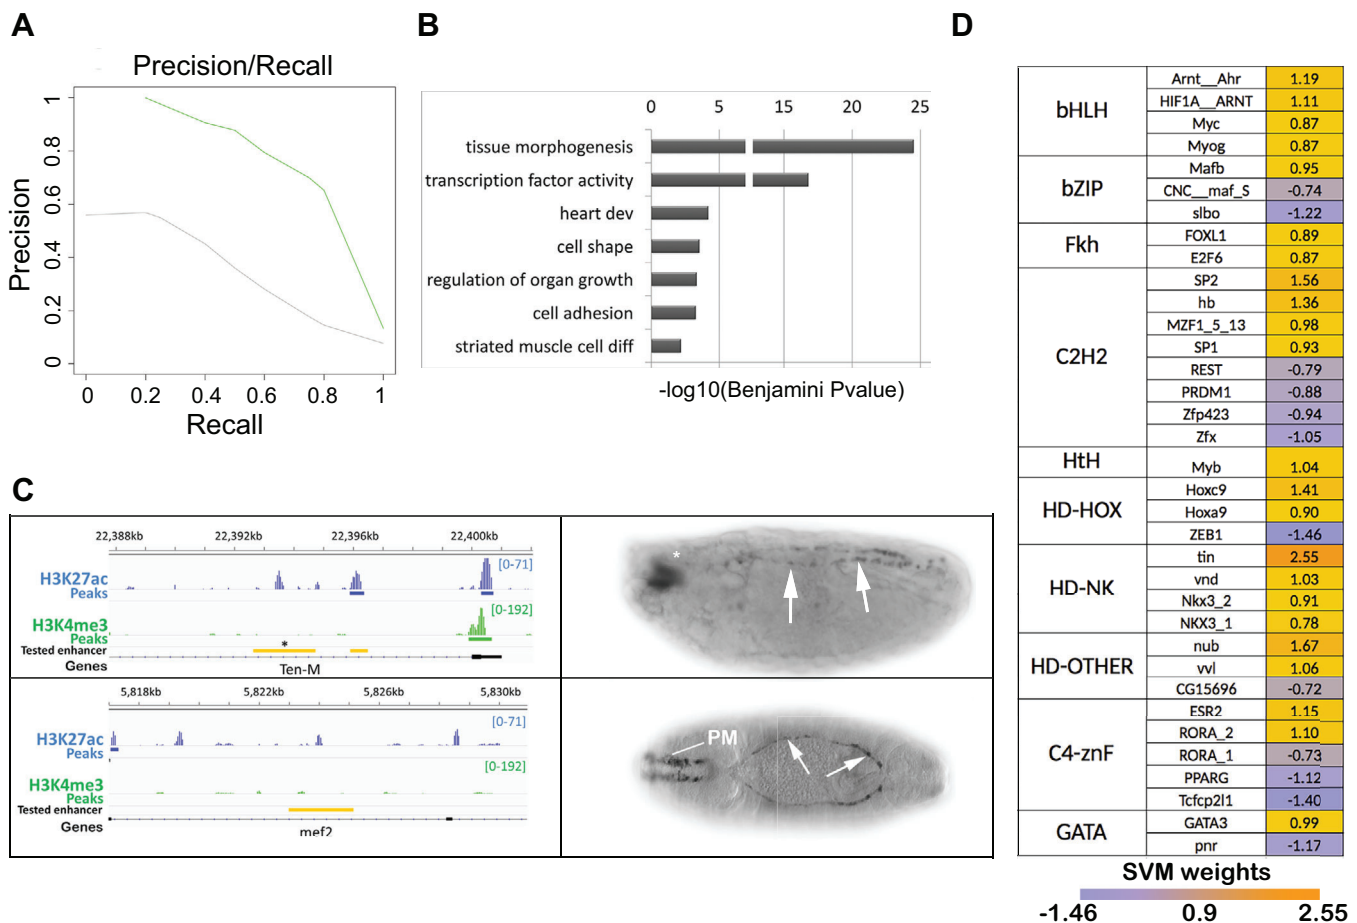 A
Precision/Recall
Precision
1
0.8
0.6
0.4
0.2
0
0 0.2 0.4 0.6 0.8 1
Recall
B
0 5 15 20 25
tissue morphogenesis
transcription factor activity
heart dev
cell shape
regulation of organ growth
cell adhesion
striated muscle cell diff
-log10(Benjamini Pvalue)
C
22,388kb 22,392kb 22,396kb 22,400kb
[0-71]
H3K27ac
Peaks
[0-192]
H3K4me3
Peaks
*
Tested enhancer
Genes
Ten-M
*
5,818kb 5,822kb 5,826kb 5,830kb
[0-71]
H3K27ac
Peaks
[0-192]
H3K4me3
Peaks
Tested enhancer
Genes
mef2
PM
D
bHLH
Arnt__Ahr 1.19
HIF1A__ARNT 1.11
Myc 0.87
Myog 0.87
bZIP
Mafb 0.95
CNC__maf_S -0.74
slbo -1.22
Fkh
FOXL1 0.89
E2F6 0.87
C2H2
SP2 1.56
hb 1.36
MZF1_5_13 0.98
SP1 0.93
REST -0.79
PRDM1 -0.88
Zfp423 -0.94
Zfx -1.05
HtH
Myb 1.04
HD-HOX
Hoxc9 1.41
Hoxa9 0.90
ZEB1 -1.46
HD-NK
tin 2.55
vnd 1.03
Nkx3_2 0.91
NKX3_1 0.78
HD-OTHER
nub 1.67
vvl 1.06
CG15696 -0.72
C4-znF
ESR2 1.15
RORA_2 1.10
RORA_1 -0.73
PPARG -1.12
Tcfcp2l1 -1.40
GATA
GATA3 0.99
pnr -1.17
SVM weights
-1.46 0.9 2.55